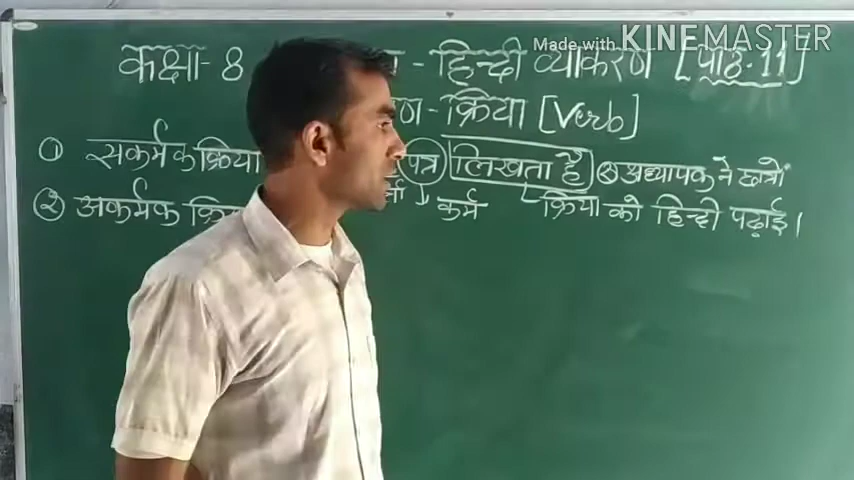 Made with KINEMASTER
कक्षा - 8 - हिन्दी व्याकरण [पाठ-11]
क्रिया [Verb]
① सकर्मक क्रिया पत्र लिखता है ② अध्यापक ने छात्रों
② अकर्मक कर्म क्रिया को हिन्दी पढ़ाई।